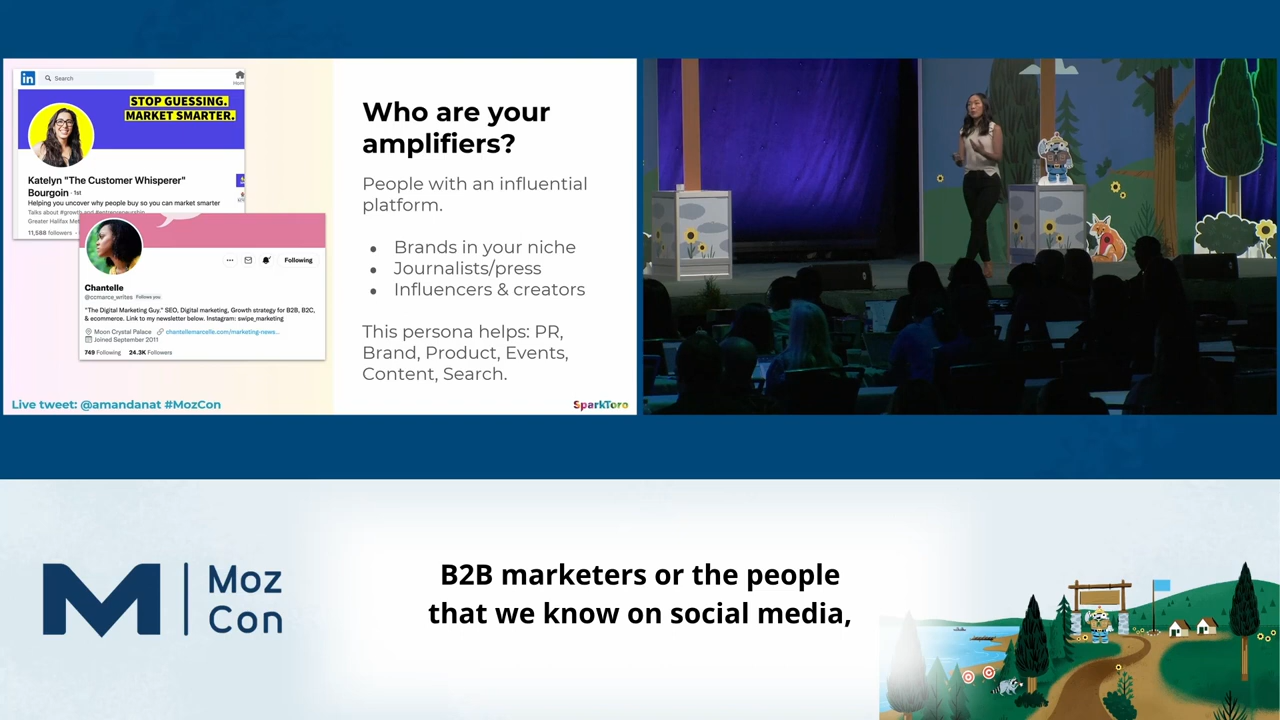 Search
Home
STOP GUESSING.
MARKET SMARTER.
Katelyn "The Customer Whisperer"
Bourgoin · 1st
Helping you uncover why people buy so you can market smarter
Talks about #growth and #entrepreneurship
Greater Halifax
11,588 followers
Following
Chantelle
@ccmarce_writes Follows you
"The Digital Marketing Guy." SEO, Digital marketing, Growth strategy for B2B, B2C,
& ecommerce. Link to my newsletter below. Instagram: swipe_marketing
Moon Crystal Palace chantellemarcelle.com/marketing-news...
Joined September 2011
749 Following 24.3K Followers
Live tweet: @amandanat #MozCon
Who are your
amplifiers?
People with an influential
platform.
• Brands in your niche
• Journalists/press
• Influencers & creators
This persona helps: PR,
Brand, Product, Events,
Content, Search.
SparkToro
Moz
Con
B2B marketers or the people
that we know on social media,